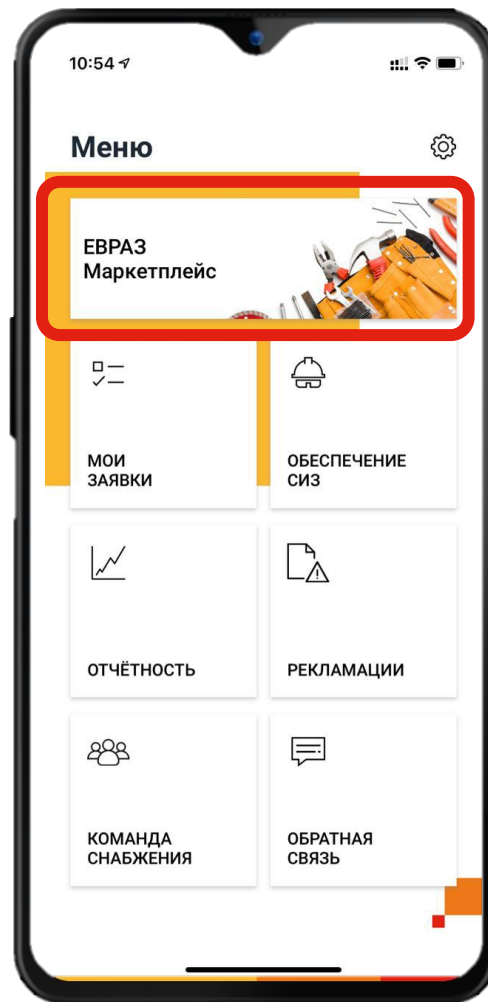 10:54
Меню
ЕВРАЗ
Маркетплейс
МОИ
ЗАЯВКИ
ОБЕСПЕЧЕНИЕ
СИЗ
ОТЧЁТНОСТЬ
РЕКЛАМАЦИИ
КОМАНДА
СНАБЖЕНИЯ
ОБРАТНАЯ
СВЯЗЬ